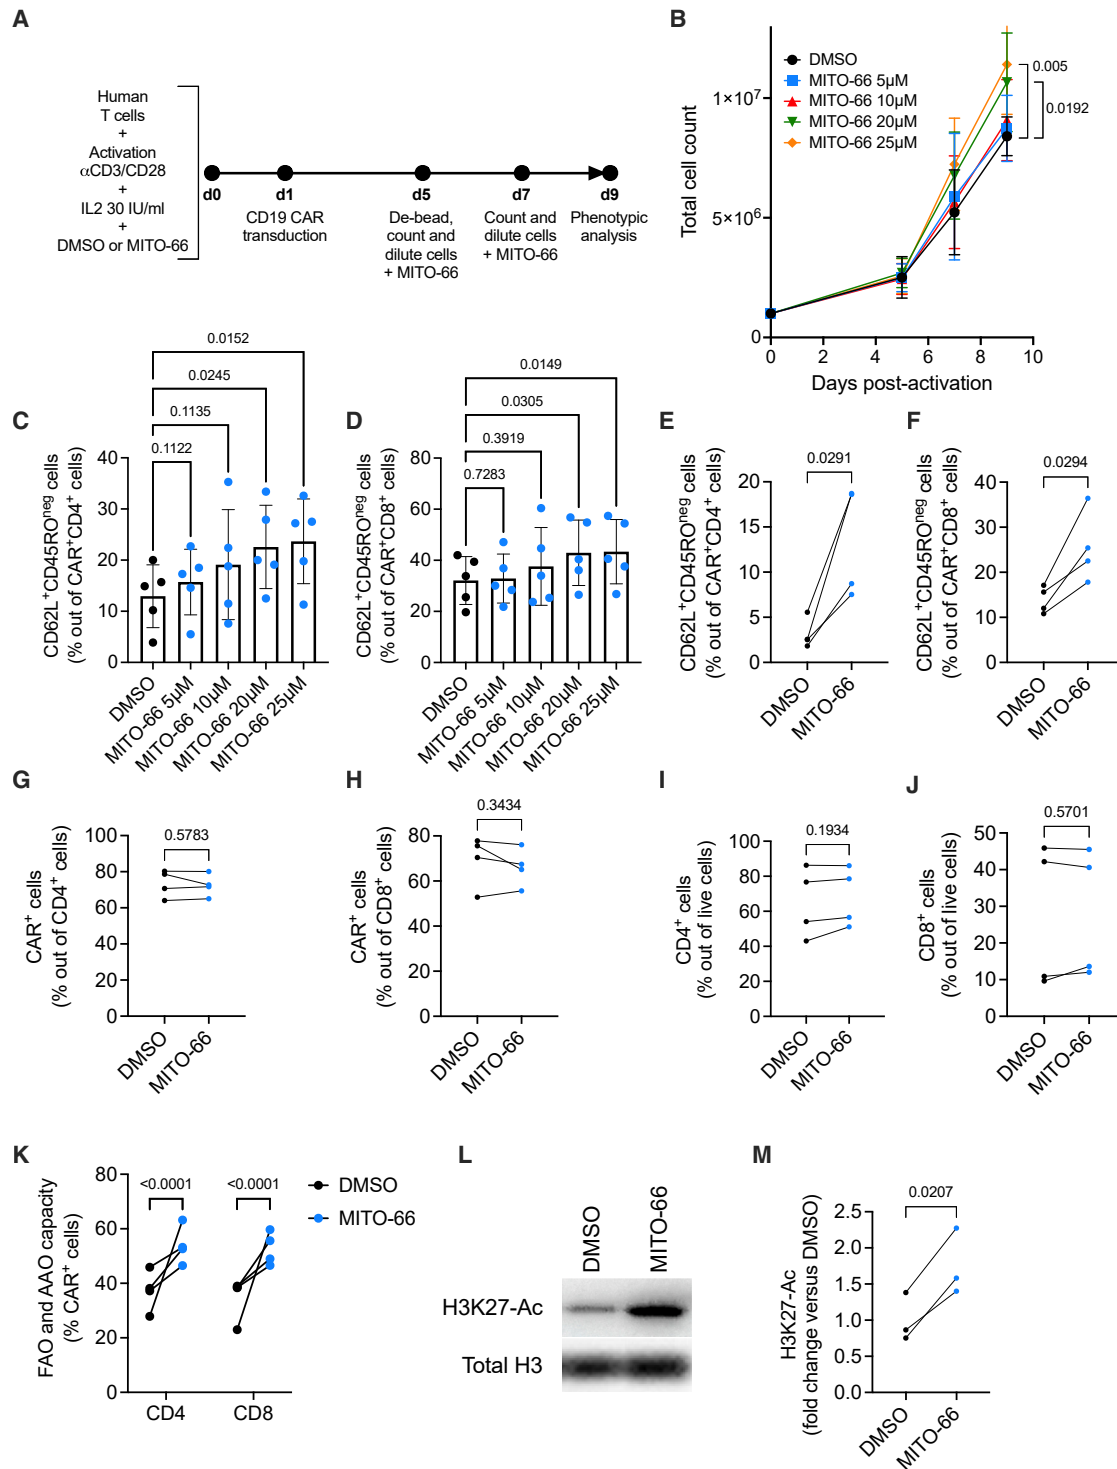 A
Human
T cells
+
Activation
αCD3/CD28
+
IL2 30 IU/ml
+
DMSO or MITO-66
d0
d1
d5
d7
d9
CD19 CAR
transduction
De-bead,
count and
dilute cells
+ MITO-66
Count and
dilute cells
+ MITO-66
Phenotypic
analysis
B
DMSO
MITO-66 5µM
MITO-66 10µM
MITO-66 20µM
MITO-66 25µM
0.005
0.0192
Total cell count
1×10⁷
5×10⁶
0
0 2 4 6 8 10
Days post-activation
C
0.0152
0.0245
0.1135
0.1122
CD62L⁺CD45ROⁿᵉᵍ cells
(% out of CAR⁺CD4⁺ cells)
40
30
20
10
0
DMSO
MITO-66 5µM
MITO-66 10µM
MITO-66 20µM
MITO-66 25µM
D
0.0149
0.0305
0.3919
0.7283
CD62L⁺CD45ROⁿᵉᵍ cells
(% out of CAR⁺CD8⁺ cells)
80
60
40
20
0
DMSO
MITO-66 5µM
MITO-66 10µM
MITO-66 20µM
MITO-66 25µM
E
0.0291
CD62L⁺CD45ROⁿᵉᵍ cells
(% out of CAR⁺CD4⁺ cells)
20
15
10
5
0
DMSO
MITO-66
F
0.0294
CD62L⁺CD45ROⁿᵉᵍ cells
(% out of CAR⁺CD8⁺ cells)
40
30
20
10
0
DMSO
MITO-66
G
0.5783
CAR⁺ cells
(% out of CD4⁺ cells)
100
80
60
40
20
0
DMSO
MITO-66
H
0.3434
CAR⁺ cells
(% out of CD8⁺ cells)
80
60
40
20
0
DMSO
MITO-66
I
0.1934
CD4⁺ cells
(% out of live cells)
100
80
60
40
20
0
DMSO
MITO-66
J
0.5701
CD8⁺ cells
(% out of live cells)
50
40
30
20
10
0
DMSO
MITO-66
K
<0.0001
<0.0001
DMSO
MITO-66
FAO and AAO capacity
(% CAR⁺ cells)
80
60
40
20
0
CD4
CD8
L
DMSO
MITO-66
H3K27-Ac
Total H3
M
0.0207
H3K27-Ac
(fold change versus DMSO)
2.5
2.0
1.5
1.0
0.5
0.0
DMSO
MITO-66